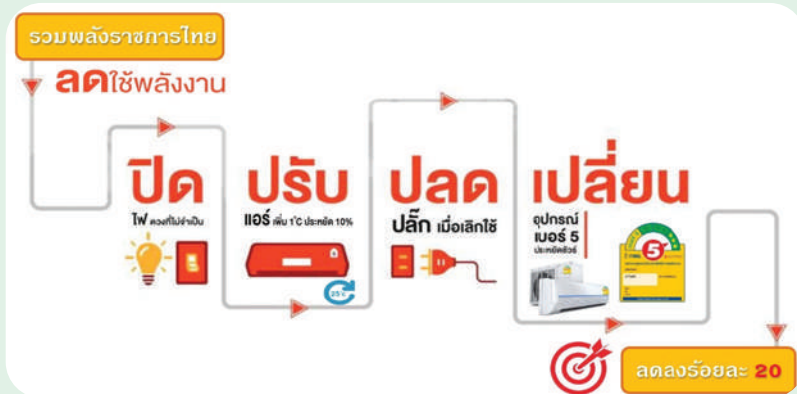 รวมพลังราชการไทย
ลดใช้พลังงาน
ปิด
ไฟ ดวงที่ไม่จำเป็น
ปรับ
แอร์ เพิ่ม 1°C ประหยัด 10%
25°c
ปลด
ปลั๊ก เมื่อเลิกใช้
เปลี่ยน
อุปกรณ์
เบอร์ 5
ประหยัดชัวร์
5
ลดลงร้อยละ 20